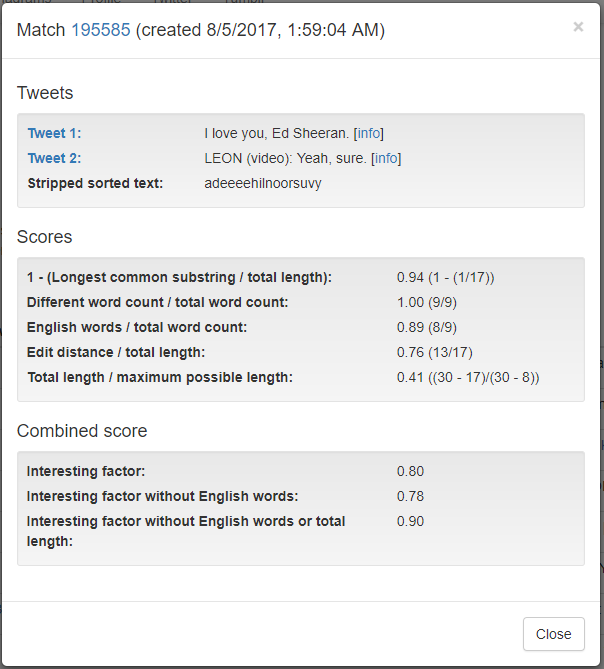 Match 195585 (created 8/5/2017, 1:59:04 AM) ×
Tweets
Tweet 1: I love you, Ed Sheeran. [info]
Tweet 2: LEON (video): Yeah, sure. [info]
Stripped sorted text: adeeeehilnoorsuvy
Scores
1 - (Longest common substring / total length): 0.94 (1 - (1/17))
Different word count / total word count: 1.00 (9/9)
English words / total word count: 0.89 (8/9)
Edit distance / total length: 0.76 (13/17)
Total length / maximum possible length: 0.41 ((30 - 17)/(30 - 8))
Combined score
Interesting factor: 0.80
Interesting factor without English words: 0.78
Interesting factor without English words or total 0.90
length:
Close